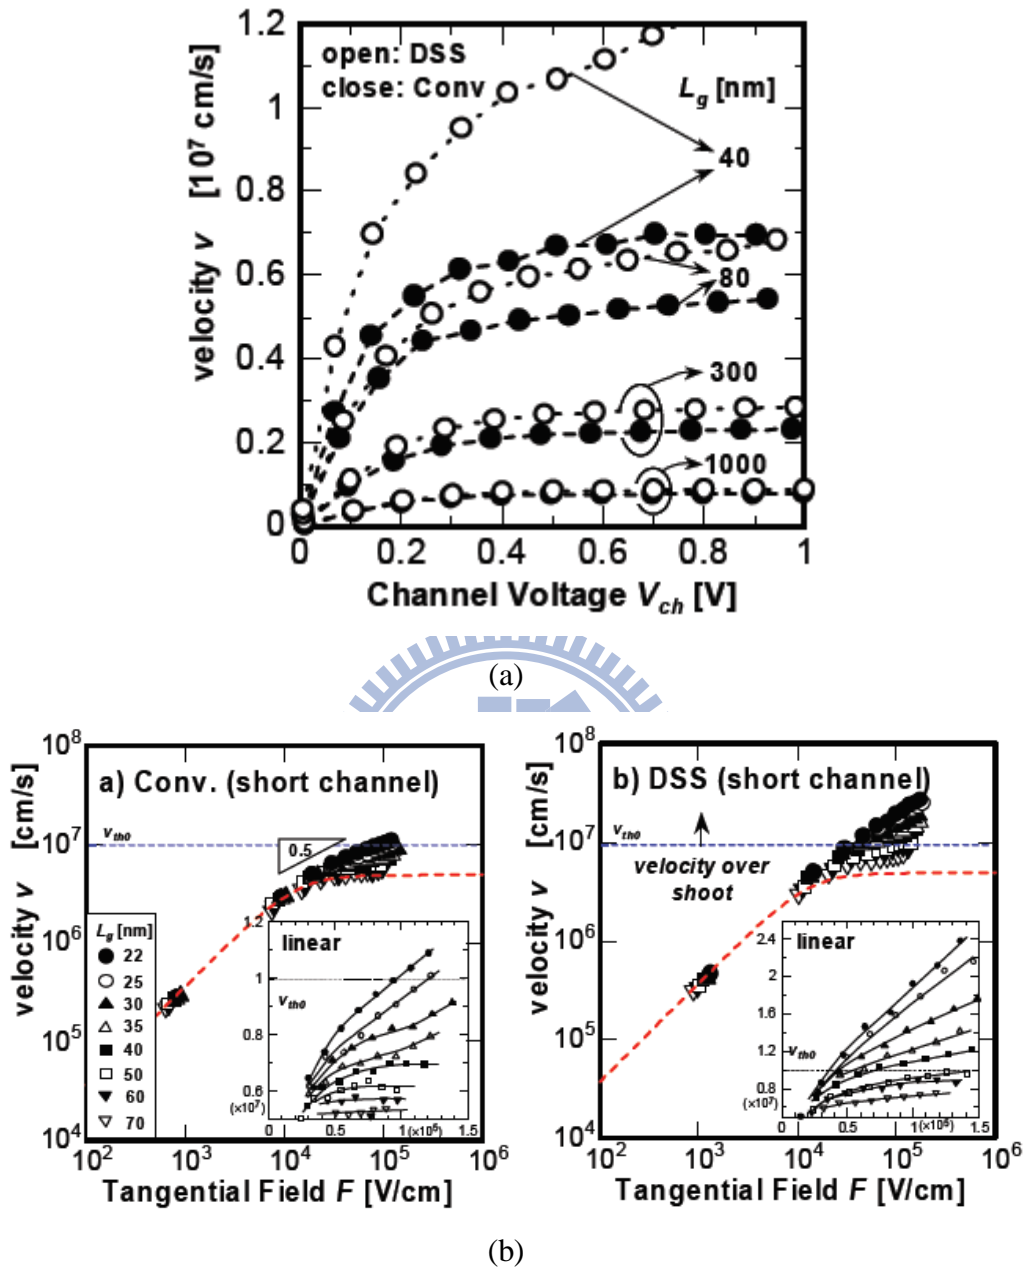 open: DSS
close: Conv
L_g [nm]
40
80
300
1000
1.2
1
0.8
0.6
0.4
0.2
0
velocity v [10⁷ cm/s]
0 0.2 0.4 0.6 0.8 1
Channel Voltage V_ch [V]
(a)
a) Conv. (short channel)
v_th0
0.5
10⁸
10⁷
10⁶
10⁵
10⁴
velocity v [cm/s]
L_g [nm]
22
25
30
35
40
50
60
70
linear
v_th0
1.2
1
0.8
0.6
(×10⁷)
0 0.5 1 (×10⁵) 1.5
10² 10³ 10⁴ 10⁵ 10⁶
Tangential Field F [V/cm]
b) DSS (short channel)
v_th0
velocity over
shoot
10⁸
10⁷
10⁶
10⁵
10⁴
velocity v [cm/s]
linear
2.4
2.0
1.6
1.2
v_th0
0.8
(×10⁷)
0 0.5 1 (×10⁵) 1.5
10² 10³ 10⁴ 10⁵ 10⁶
Tangential Field F [V/cm]
(b)